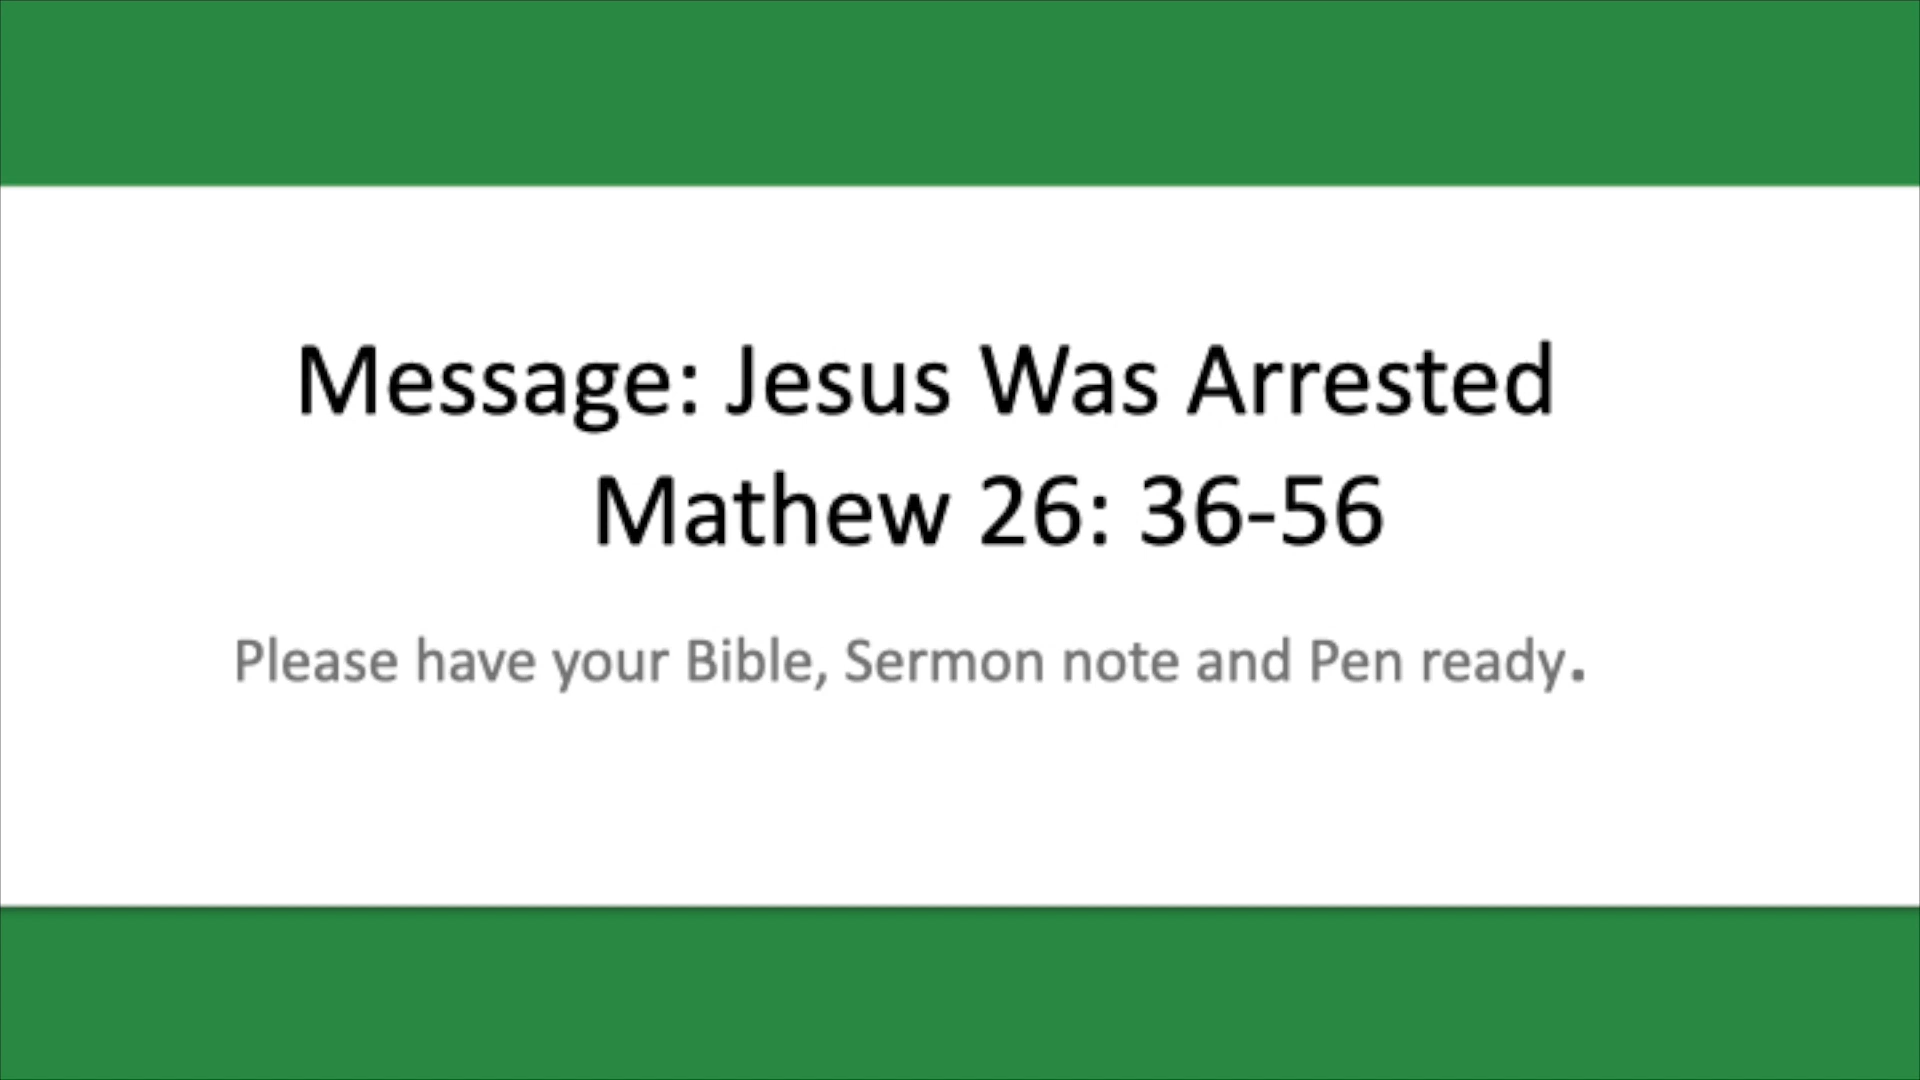 Message: Jesus Was Arrested
Mathew 26: 36-56
Please have your Bible, Sermon note and Pen ready.